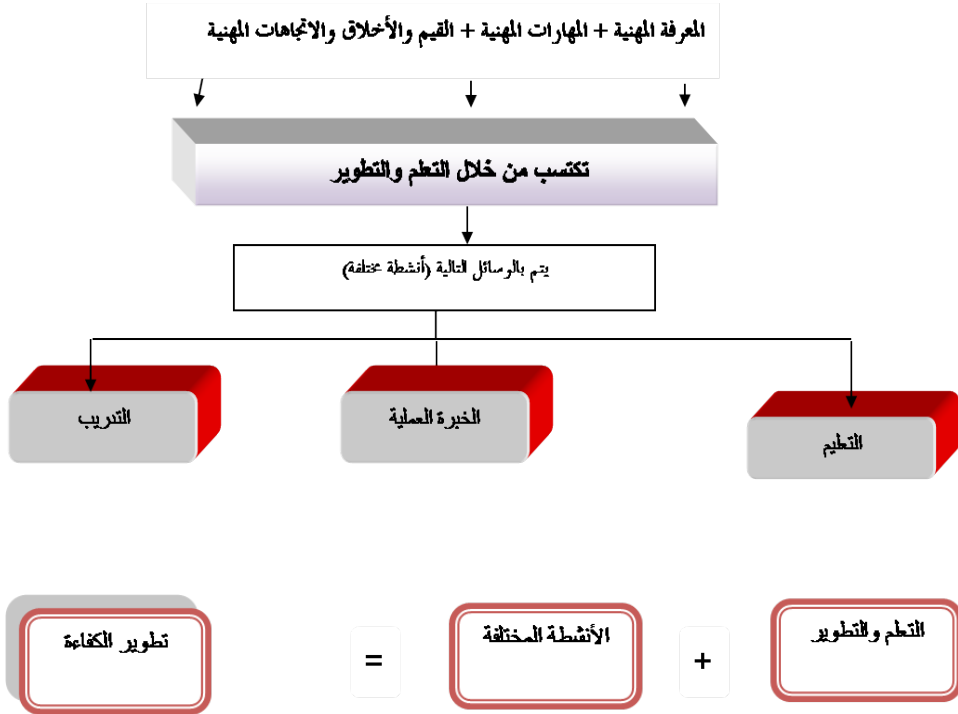 المعرفة المهنية + المهارات المهنية + القيم والأخلاق والاتجاهات المهنية
تكتسب من خلال التعلم والتطوير
يتم بالوسائل التالية (أنشطة مختلفة)
التعليم
الخبرة العملية
التدريب
التعلم والتطوير
+
الأنشطة المختلفة
=
تطوير الكفاءة